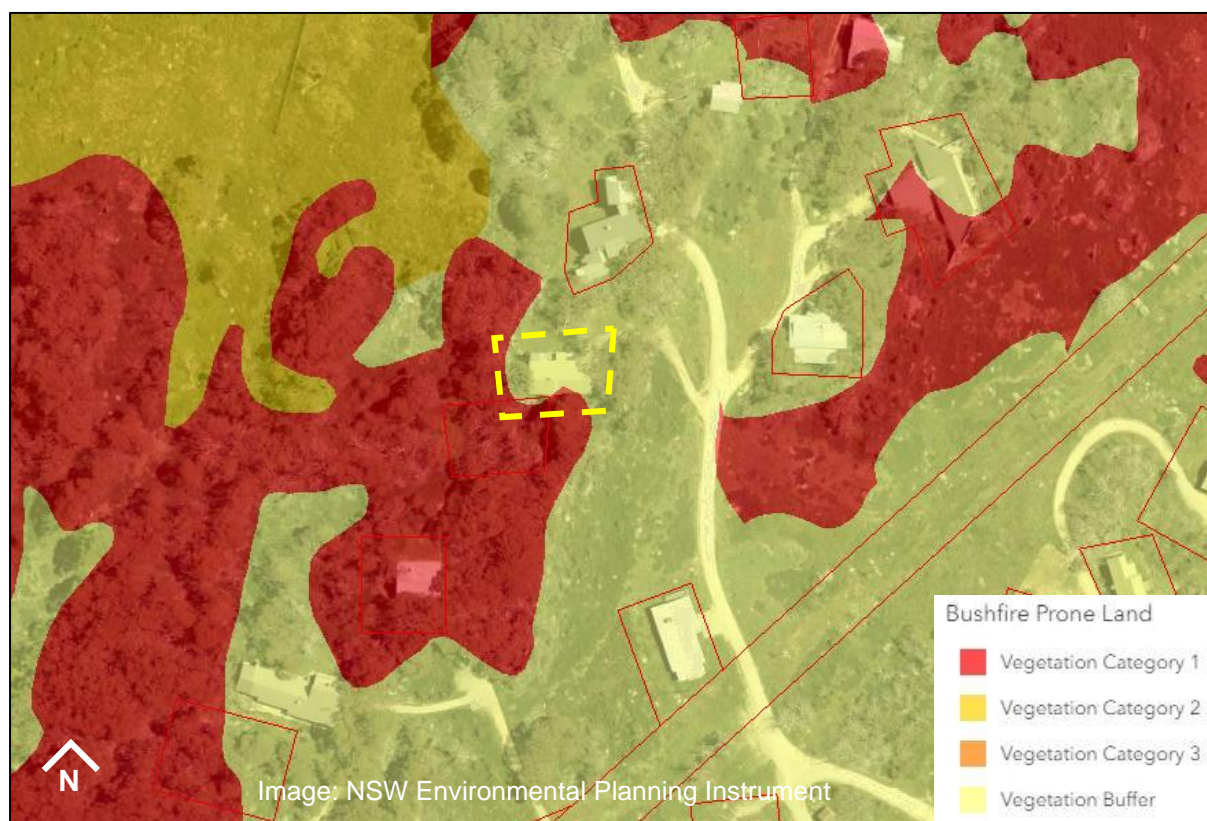 Bushfire Prone Land
Vegetation Category 1
Vegetation Category 2
Vegetation Category 3
Vegetation Buffer
N
Image: NSW Environmental Planning Instrument